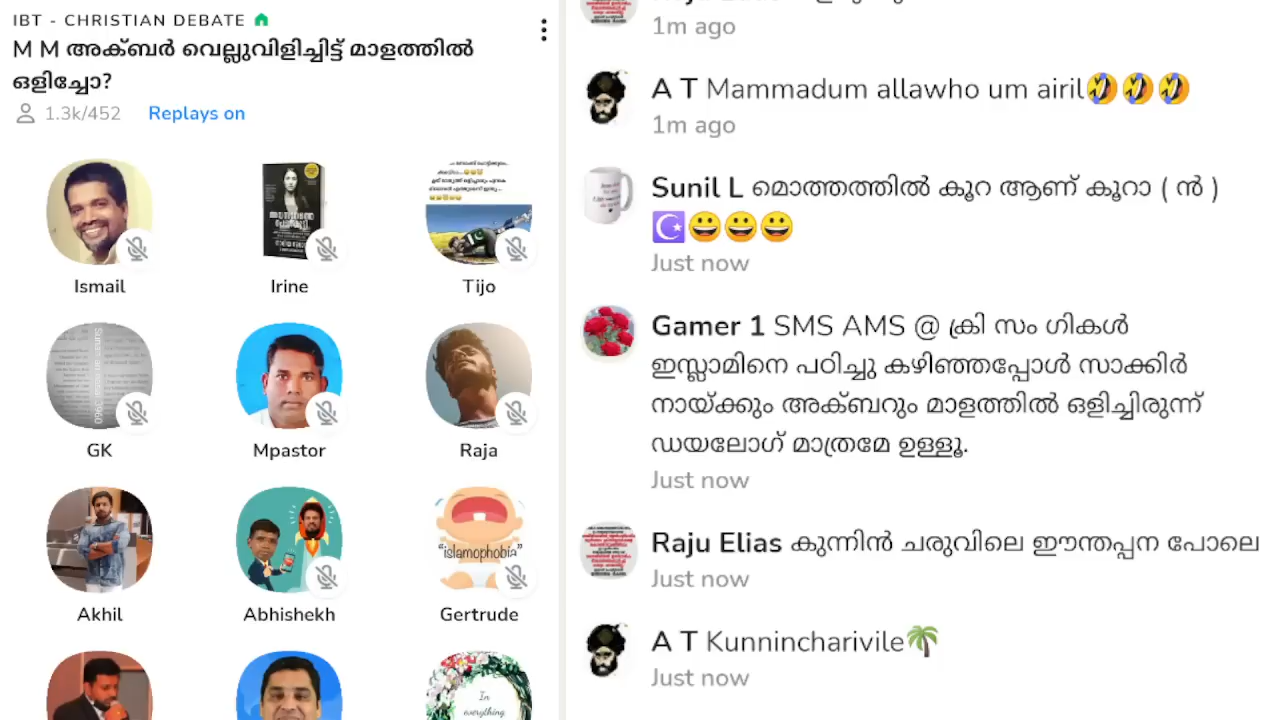 IBT - CHRISTIAN DEBATE
M M അക്ബർ വെല്ലുവിളിച്ചിട്ട് മാളത്തിൽ
ഒളിച്ചോ?
1.3k/452 Replays on
Ismail
Irine
Tijo
GK
Mpastor
Raja
"islamophobia"
Akhil
Abhishekh
Gertrude
In
everything
1m ago
A T Mammadum allawho um airil🤣🤣🤣
1m ago
Sunil L മൊത്തത്തിൽ കൂറ ആണ് കൂറാ ( ൻ )
☪️😀😀😀
Just now
Gamer 1 SMS AMS @ ക്രി സം ഗികൾ
ഇസ്ലാമിനെ പഠിച്ചു കഴിഞ്ഞപ്പോൾ സാക്കിർ
നായ്ക്കും അക്ബറും മാളത്തിൽ ഒളിച്ചിരുന്ന്
ഡയലോഗ് മാത്രമേ ഉള്ളൂ.
Just now
Raju Elias കുന്നിൻ ചരുവിലെ ഈന്തപ്പന പോലെ
Just now
A T Kunnincharivile🌴
Just now